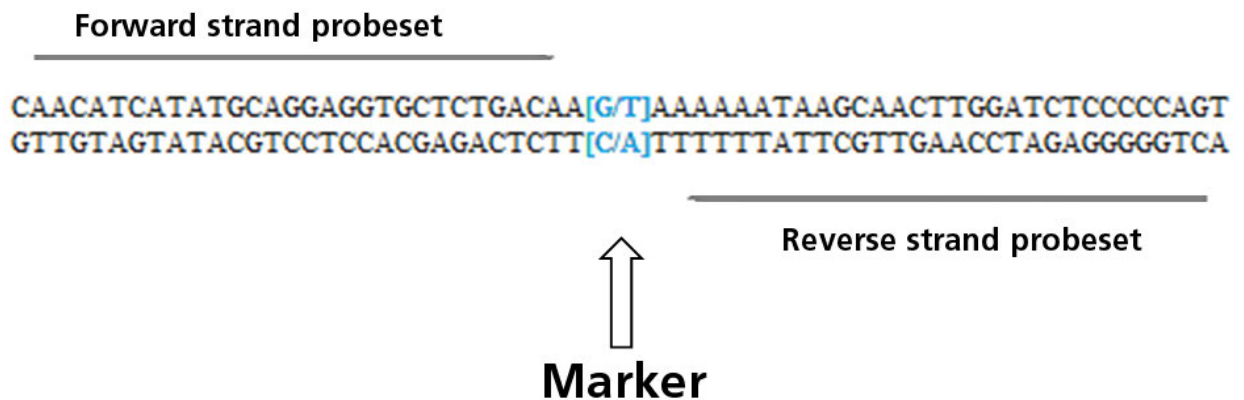 Forward strand probeset
CAACATCATATGCAGGAGGTGCTCTGACAA[G/T]AAAAAATAAGCAACTTGGATCTCCCCCAGT
GTTGTAGTATACGTCCTCCACGAGACTCTT[C/A]TTTTTTATTCGTTGAACCTAGAGGGGGTCA
Reverse strand probeset
Marker